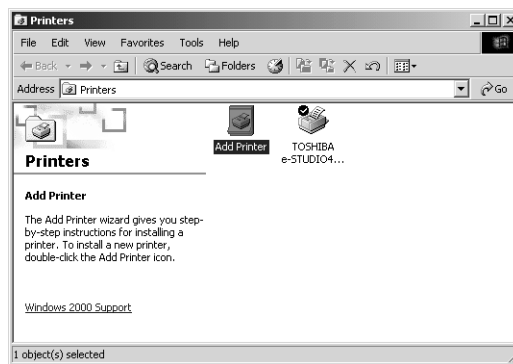 Printers
File Edit View Favorites Tools Help
Back Search Folders
Address Printers Go
Printers
Add Printer
The Add Printer wizard gives you step-
by-step instructions for installing a
printer. To install a new printer,
double-click the Add Printer icon.
Windows 2000 Support
Add Printer
TOSHIBA
e-STUDIO4...
1 object(s) selected